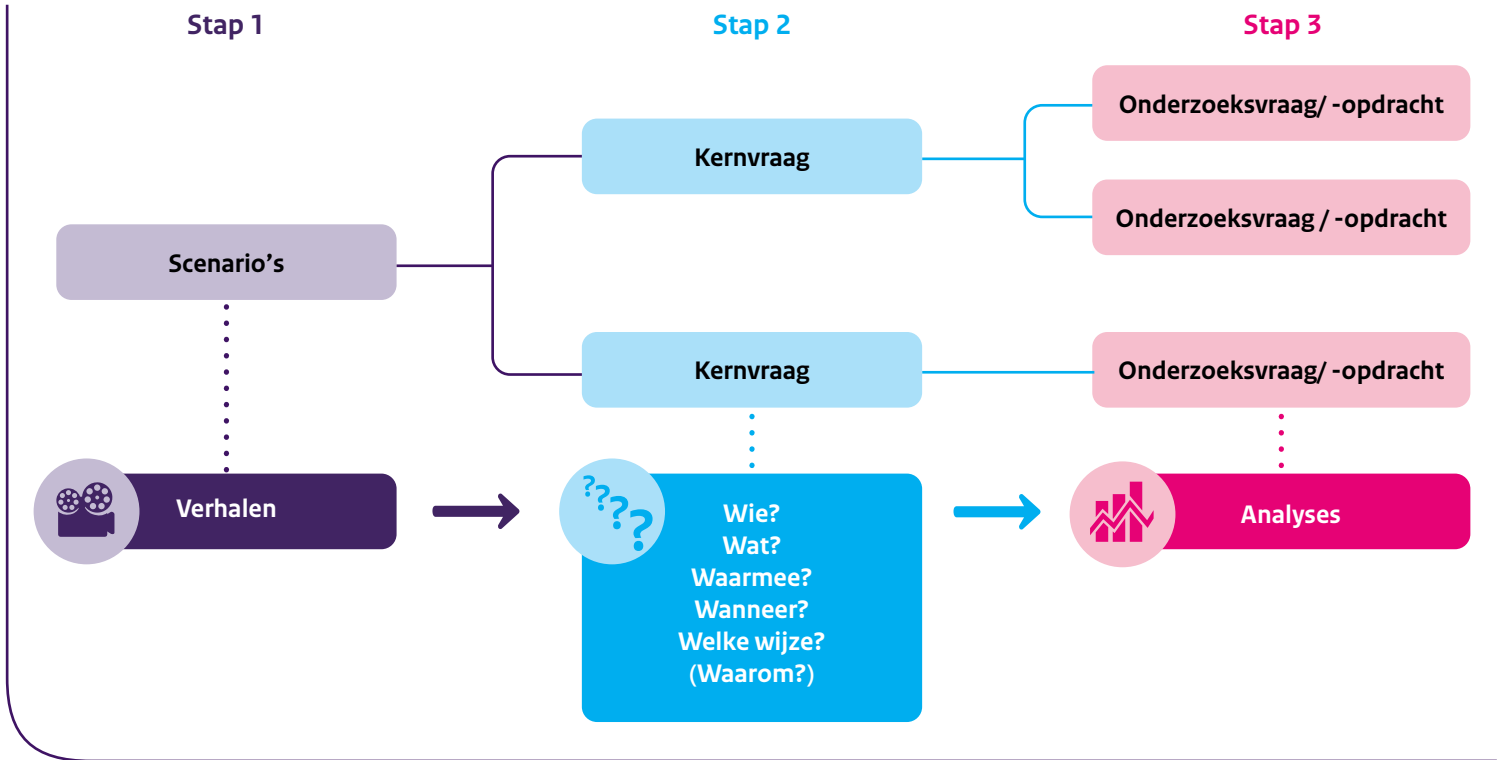 Stap 1
Stap 2
Stap 3
Scenario’s
Kernvraag
Kernvraag
Onderzoeksvraag/ -opdracht
Onderzoeksvraag / -opdracht
Onderzoeksvraag/ -opdracht
Verhalen
????
Wie?
Wat?
Waarmee?
Wanneer?
Welke wijze?
(Waarom?)
Analyses